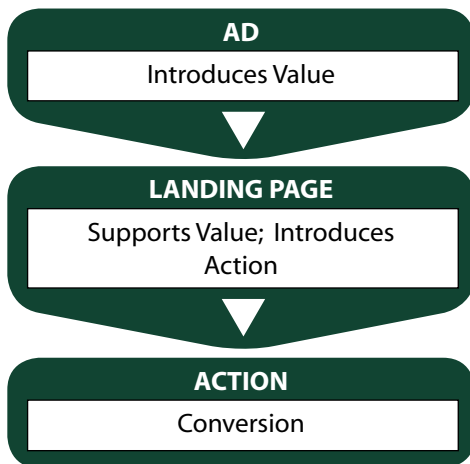 AD
Introduces Value
LANDING PAGE
Supports Value; Introduces
Action
ACTION
Conversion